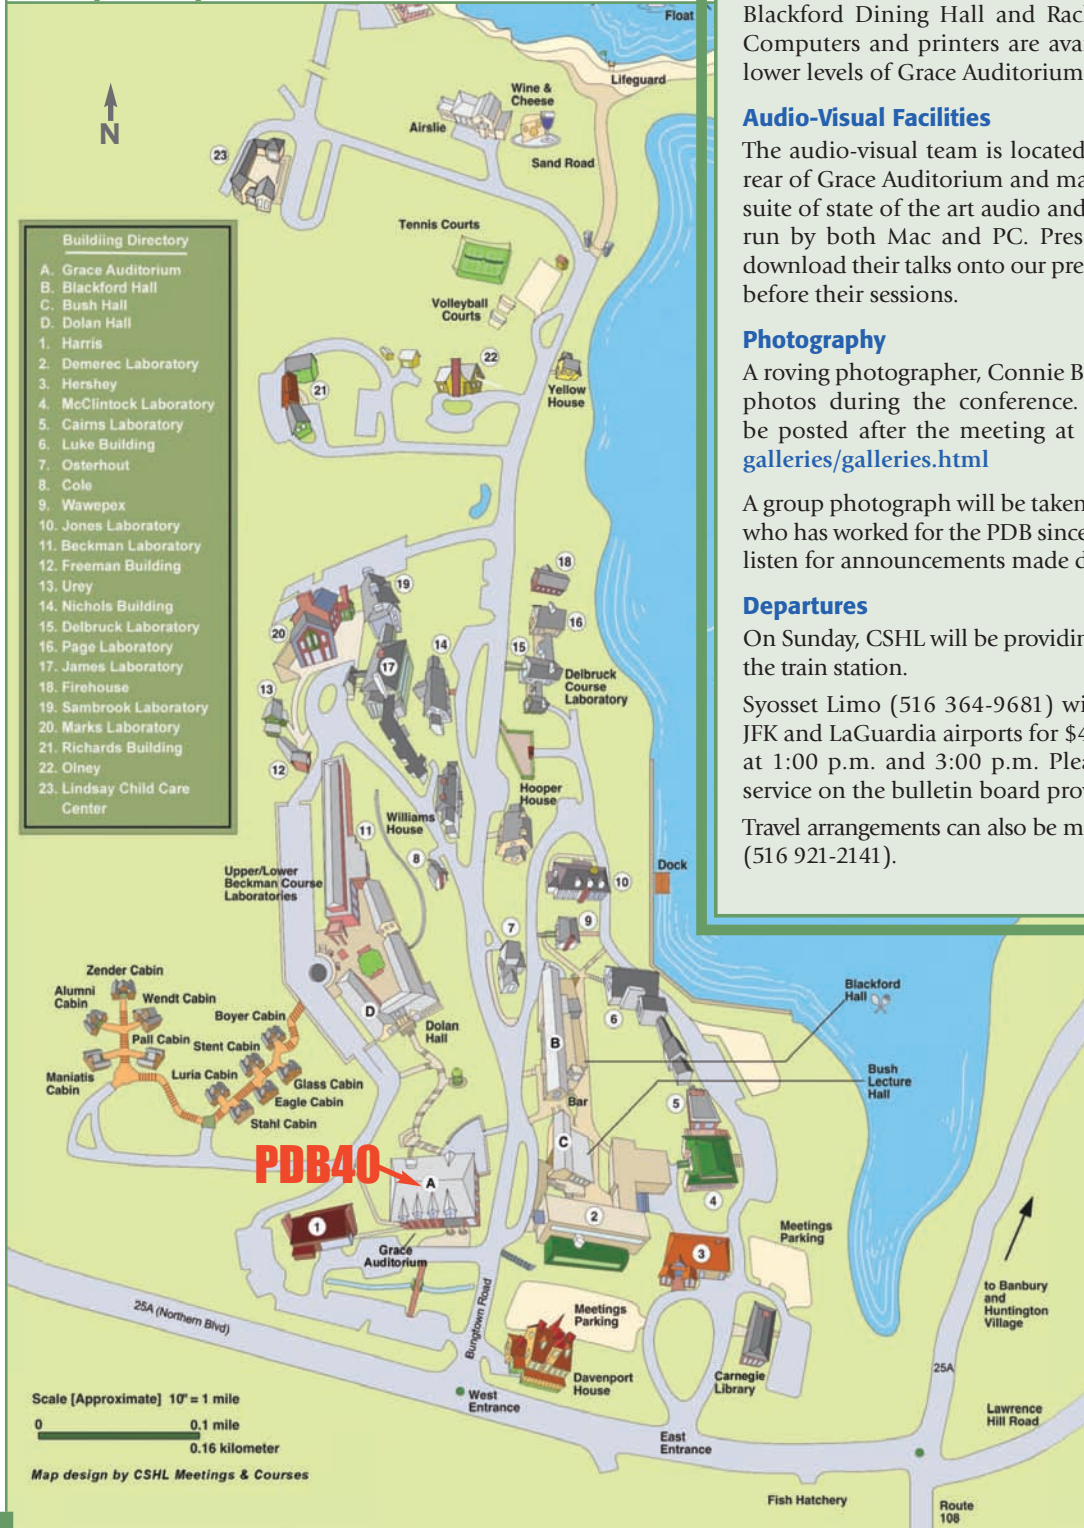 Float
Lifeguard
Wine &
Cheese
Airslie
Sand Road
N
23
Tennis Courts
Volleyball
Courts
22
21
Yellow
House
Buildiing Directory
A. Grace Auditorium
B. Blackford Hall
C. Bush Hall
D. Dolan Hall
1. Harris
2. Demerec Laboratory
3. Hershey
4. McClintock Laboratory
5. Cairns Laboratory
6. Luke Building
7. Osterhout
8. Cole
9. Wawepex
10. Jones Laboratory
11. Beckman Laboratory
12. Freeman Building
13. Urey
14. Nichols Building
15. Delbruck Laboratory
16. Page Laboratory
17. James Laboratory
18. Firehouse
19. Sambrook Laboratory
20. Marks Laboratory
21. Richards Building
22. Olney
23. Lindsay Child Care
Center
18
19
16
20
14
15
17
Delbruck
Course
Laboratory
13
12
Hooper
House
Williams
House
11
8
Upper/Lower
Beckman Course
Laboratories
Dock
10
9
7
Zender Cabin
Alumni
Cabin
Wendt Cabin
Boyer Cabin
Pall Cabin
Stent Cabin
Maniatis
Cabin
Luria Cabin
Glass Cabin
Eagle Cabin
Stahl Cabin
D
Dolan
Hall
6
B
Blackford
Hall
Bush
Lecture
Hall
Bar
5
C
PDB40
A
4
1
2
3
Grace
Auditorium
Meetings
Parking
Meetings
Parking
to Banbury
and
Huntington
Village
25A (Northern Blvd)
Bungtown Road
Davenport
House
Carnegie
Library
25A
West
Entrance
Lawrence
Hill Road
East
Entrance
Scale [Approximate] 10" = 1 mile
0 0.1 mile
0.16 kilometer
Map design by CSHL Meetings & Courses
Fish Hatchery
Route
108
Blackford Dining Hall and Rac
Computers and printers are avai
lower levels of Grace Auditorium
Audio-Visual Facilities
The audio-visual team is located
rear of Grace Auditorium and ma
suite of state of the art audio and
run by both Mac and PC. Pres
download their talks onto our pre
before their sessions.
Photography
A roving photographer, Connie B
photos during the conference.
be posted after the meeting at
galleries/galleries.html
A group photograph will be taken
who has worked for the PDB since
listen for announcements made d
Departures
On Sunday, CSHL will be providin
the train station.
Syosset Limo (516 364-9681) wi
JFK and LaGuardia airports for $4
at 1:00 p.m. and 3:00 p.m. Plea
service on the bulletin board prov
Travel arrangements can also be m
(516 921-2141).